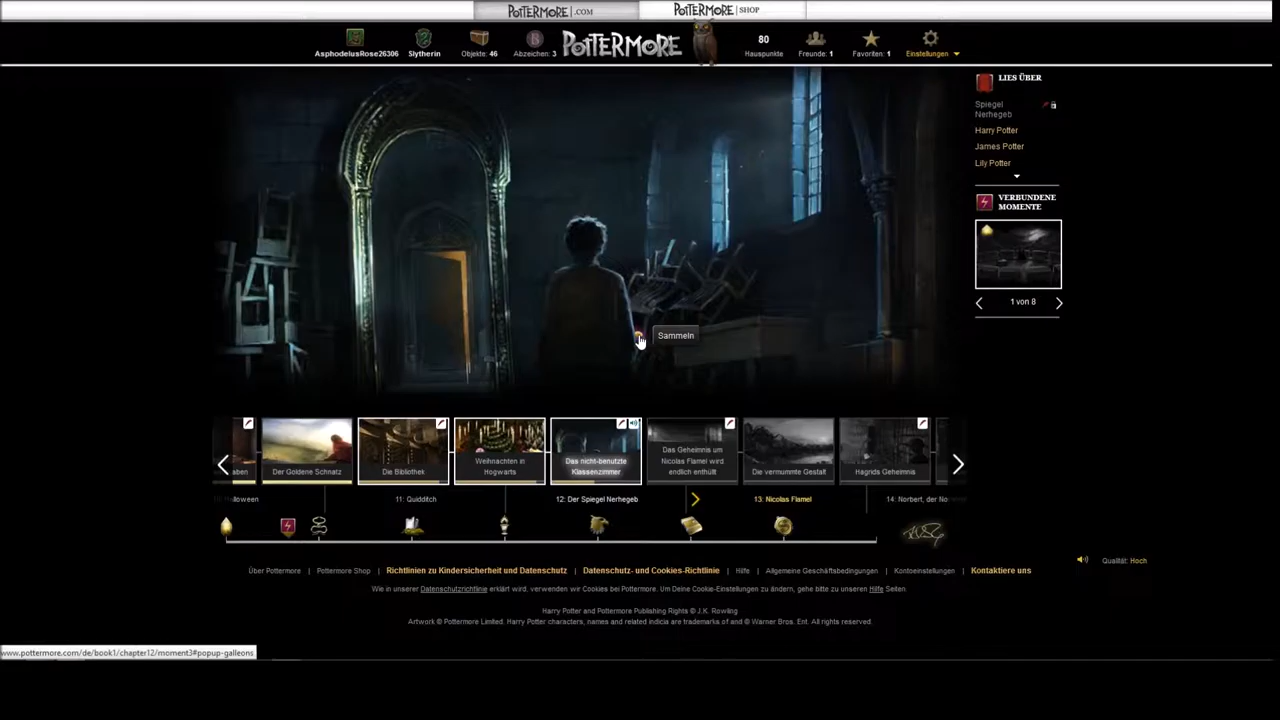 POTTERMORE|.COM
POTTERMORE|SHOP
AsphodelusRose26306
Slytherin
Objekte: 46
Abzeichen: 3
POTTERMORE
80
Hauspunkte
Freunde: 1
Favoriten: 1
Einstellungen
LIES ÜBER
Spiegel
Nerhegeb
Harry Potter
James Potter
Lily Potter
VERBUNDENE
MOMENTE
1 von 8
Sammeln
aben
Der Goldene Schnatz
Die Bibliothek
Weihnachten in
Hogwarts
Das nicht-benutzte
Klassenzimmer
Das Geheimnis um
Nicolas Flamel wird
endlich enthüllt
Die vermummte Gestalt
Hagrids Geheimnis
lloween
11: Quidditch
12: Der Spiegel Nerhegeb
13: Nicolas Flamel
14: Norbert, der No
Qualität: Hoch
Über Pottermore | Pottermore Shop | Richtlinien zu Kindersicherheit und Datenschutz | Datenschutz- und Cookies-Richtlinie | Hilfe | Allgemeine Geschäftsbedingungen | Kontoeinstellungen | Kontaktiere uns
Wie in unserer Datenschutzrichtlinie erklärt wird, verwenden wir Cookies bei Pottermore. Um Deine Cookie-Einstellungen zu ändern, gehe bitte zu unseren Hilfe Seiten.
Harry Potter and Pottermore Publishing Rights © J.K. Rowling
Artwork © Pottermore Limited. Harry Potter characters, names and related indicia are trademarks of and © Warner Bros. Ent. All rights reserved.
www.pottermore.com/de/book1/chapter12/moment3#popup-galleons